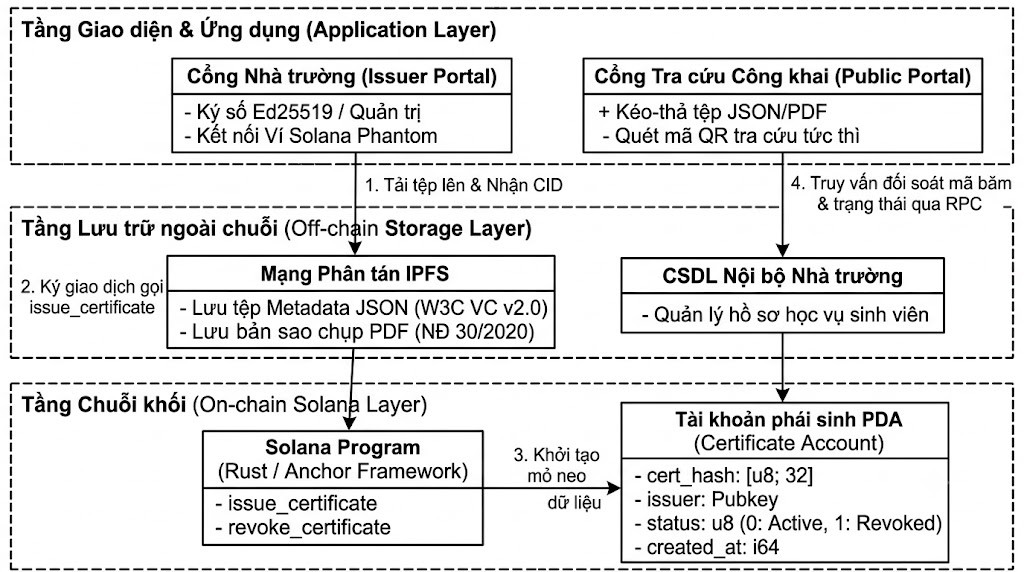 Tầng Giao diện & Ứng dụng (Application Layer)
Cổng Nhà trường (Issuer Portal)
- Ký số Ed25519 / Quản trị
- Kết nối Ví Solana Phantom
Cổng Tra cứu Công khai (Public Portal)
+ Kéo-thả tệp JSON/PDF
- Quét mã QR tra cứu tức thì
1. Tải tệp lên & Nhận CID
4. Truy vấn đối soát mã băm
& trạng thái qua RPC
Tầng Lưu trữ ngoài chuỗi (Off-chain Storage Layer)
2. Ký giao dịch gọi
issue_certificate
Mạng Phân tán IPFS
- Lưu tệp Metadata JSON (W3C VC v2.0)
- Lưu bản sao chụp PDF (NĐ 30/2020)
CSDL Nội bộ Nhà trường
- Quản lý hồ sơ học vụ sinh viên
Tầng Chuỗi khối (On-chain Solana Layer)
Solana Program
(Rust / Anchor Framework)
- issue_certificate
- revoke_certificate
3. Khởi tạo
mỏ neo
dữ liệu
Tài khoản phái sinh PDA
(Certificate Account)
- cert_hash: [u8; 32]
- issuer: Pubkey
- status: u8 (0: Active, 1: Revoked)
- created_at: i64